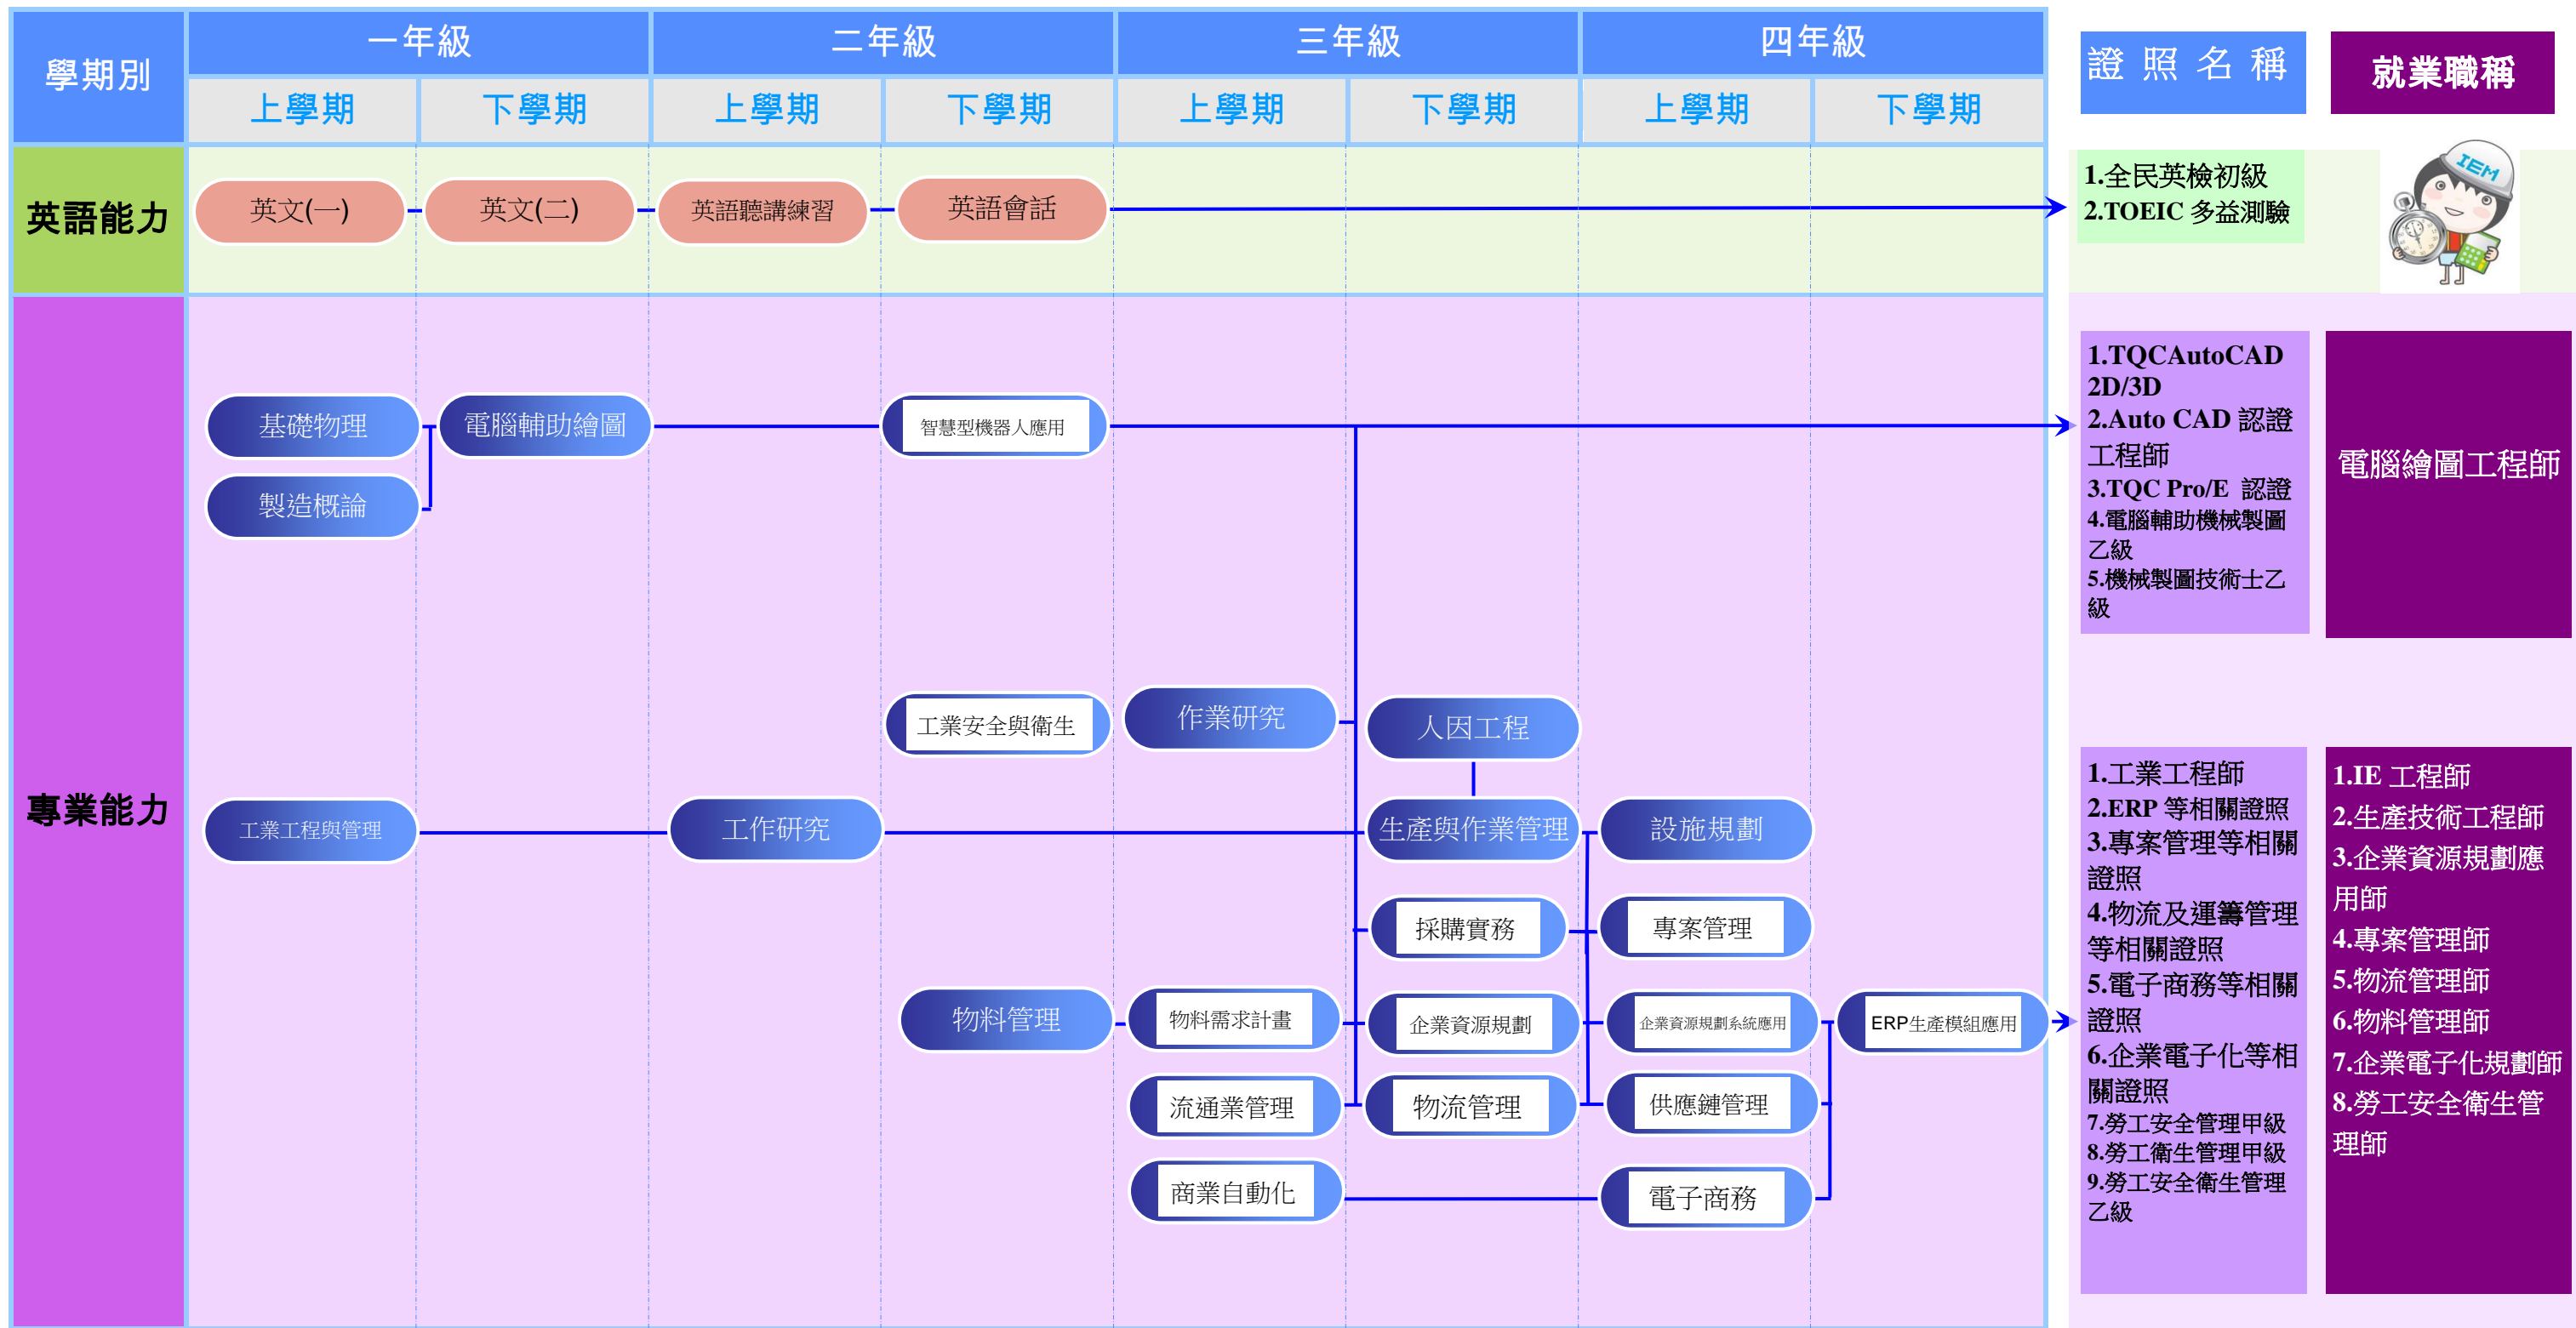 學期別
一年級
二年級
三年級
四年級
證照名稱
就業職稱
上學期
下學期
上學期
下學期
上學期
下學期
上學期
下學期
英語能力
英文(一)
英文(二)
英語聽講練習
英語會話
1.全民英檢初級
2.TOEIC 多益測驗
IEM
專業能力
基礎物理
電腦輔助繪圖
智慧型機器人應用
製造概論
1.TQCAutoCAD
2D/3D
2.Auto CAD 認證
工程師
3.TQC Pro/E 認證
4.電腦輔助機械製圖
乙級
5.機械製圖技術士乙
級
電腦繪圖工程師
工業安全與衛生
作業研究
人因工程
工業工程與管理
工作研究
生產與作業管理
設施規劃
採購實務
專案管理
物料管理
物料需求計畫
企業資源規劃
企業資源規劃系統應用
ERP生產模組應用
流通業管理
物流管理
供應鏈管理
商業自動化
電子商務
1.工業工程師
2.ERP 等相關證照
3.專案管理等相關
證照
4.物流及運籌管理
等相關證照
5.電子商務等相關
證照
6.企業電子化等相
關證照
7.勞工安全管理甲級
8.勞工衛生管理甲級
9.勞工安全衛生管理
乙級
1.IE 工程師
2.生產技術工程師
3.企業資源規劃應
用師
4.專案管理師
5.物流管理師
6.物料管理師
7.企業電子化規劃師
8.勞工安全衛生管
理師